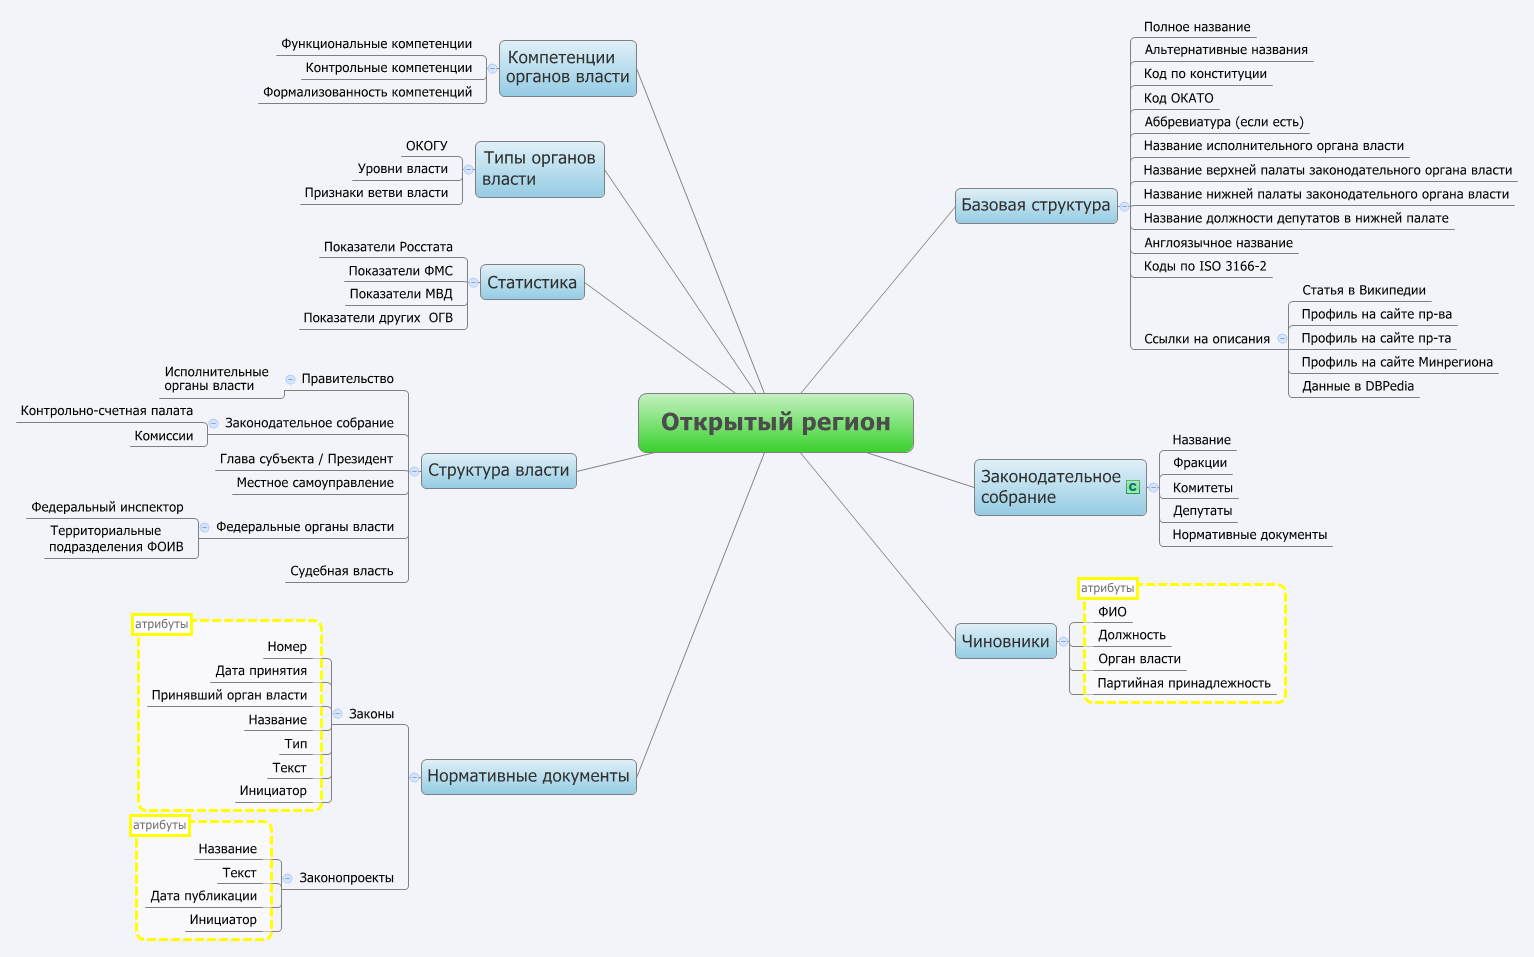 Открытый регион
Компетенции
органов власти
Функциональные компетенции
Контрольные компетенции
Формализованность компетенций
Типы органов
власти
ОКОГУ
Уровни власти
Признаки ветви власти
Статистика
Показатели Росстата
Показатели ФМС
Показатели МВД
Показатели других ОГВ
Структура власти
Правительство
Исполнительные
органы власти
Законодательное собрание
Контрольно-счетная палата
Комиссии
Глава субъекта / Президент
Местное самоуправление
Федеральные органы власти
Федеральный инспектор
Территориальные
подразделения ФОИВ
Судебная власть
Нормативные документы
Законы
атрибуты
Номер
Дата принятия
Принявший орган власти
Название
Тип
Текст
Инициатор
Законопроекты
атрибуты
Название
Текст
Дата публикации
Инициатор
Базовая структура
Полное название
Альтернативные названия
Код по конституции
Код ОКАТО
Аббревиатура (если есть)
Название исполнительного органа власти
Название верхней палаты законодательного органа власти
Название нижней палаты законодательного органа власти
Название должности депутатов в нижней палате
Англоязычное название
Коды по ISO 3166-2
Ссылки на описания
Статья в Википедии
Профиль на сайте пр-ва
Профиль на сайте пр-та
Профиль на сайте Минрегиона
Данные в DBPedia
Законодательное
собрание
C
Название
Фракции
Комитеты
Депутаты
Нормативные документы
Чиновники
атрибуты
ФИО
Должность
Орган власти
Партийная принадлежность